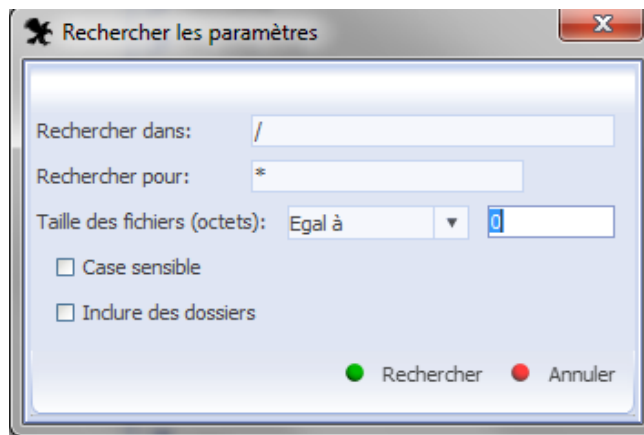 Rechercher les paramètres
Rechercher dans: /
Rechercher pour: *
Taille des fichiers (octets): Egal à 0
Case sensible
Inclure des dossiers
Rechercher Annuler